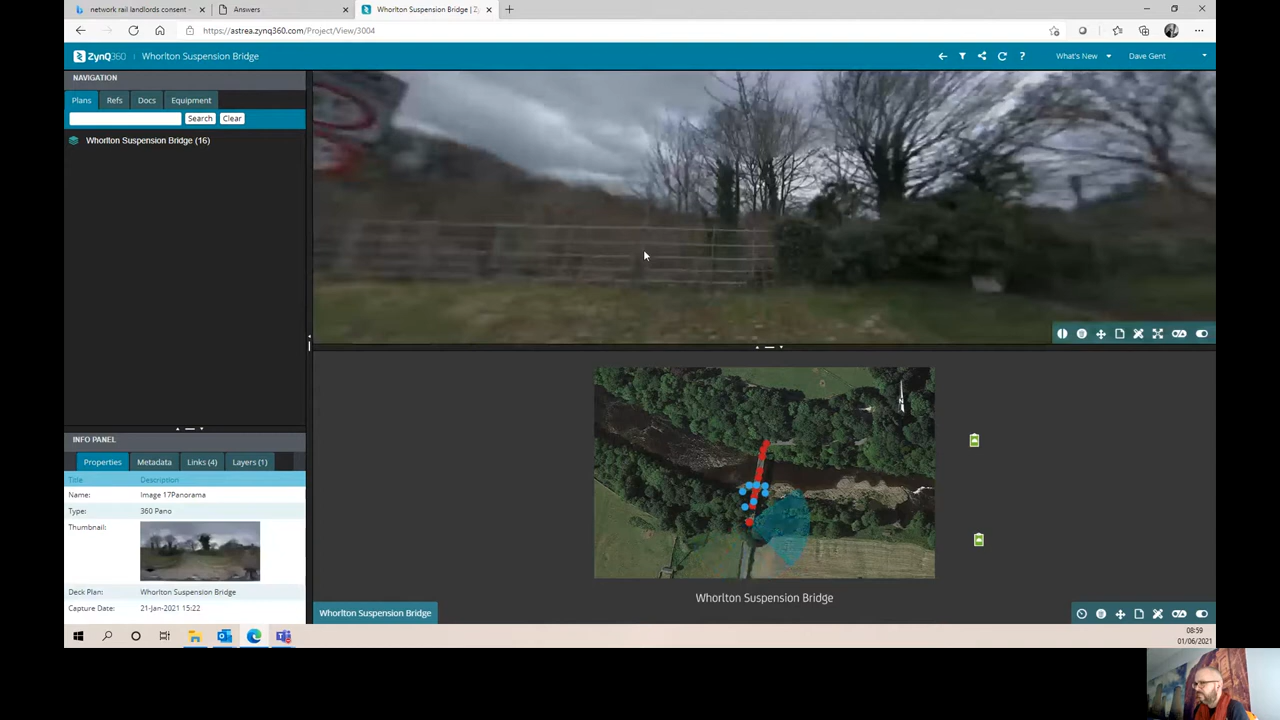 network rail landlords consent -
Answers
Whorlton Suspension Bridge | Z
https://astrea.zynq360.com/Project/View/3004
ZynQ360
Whorlton Suspension Bridge
What's New
Dave Gent
NAVIGATION
Plans Refs Docs Equipment
Search Clear
Whorlton Suspension Bridge (16)
INFO PANEL
Properties Metadata Links (4) Layers (1)
Title Description
Name: Image 17Panorama
Type: 360 Pano
Thumbnail:
Deck Plan: Whorlton Suspension Bridge
Capture Date: 21-Jan-2021 15:22
N
Whorlton Suspension Bridge
Whorlton Suspension Bridge
08:59
01/06/2021